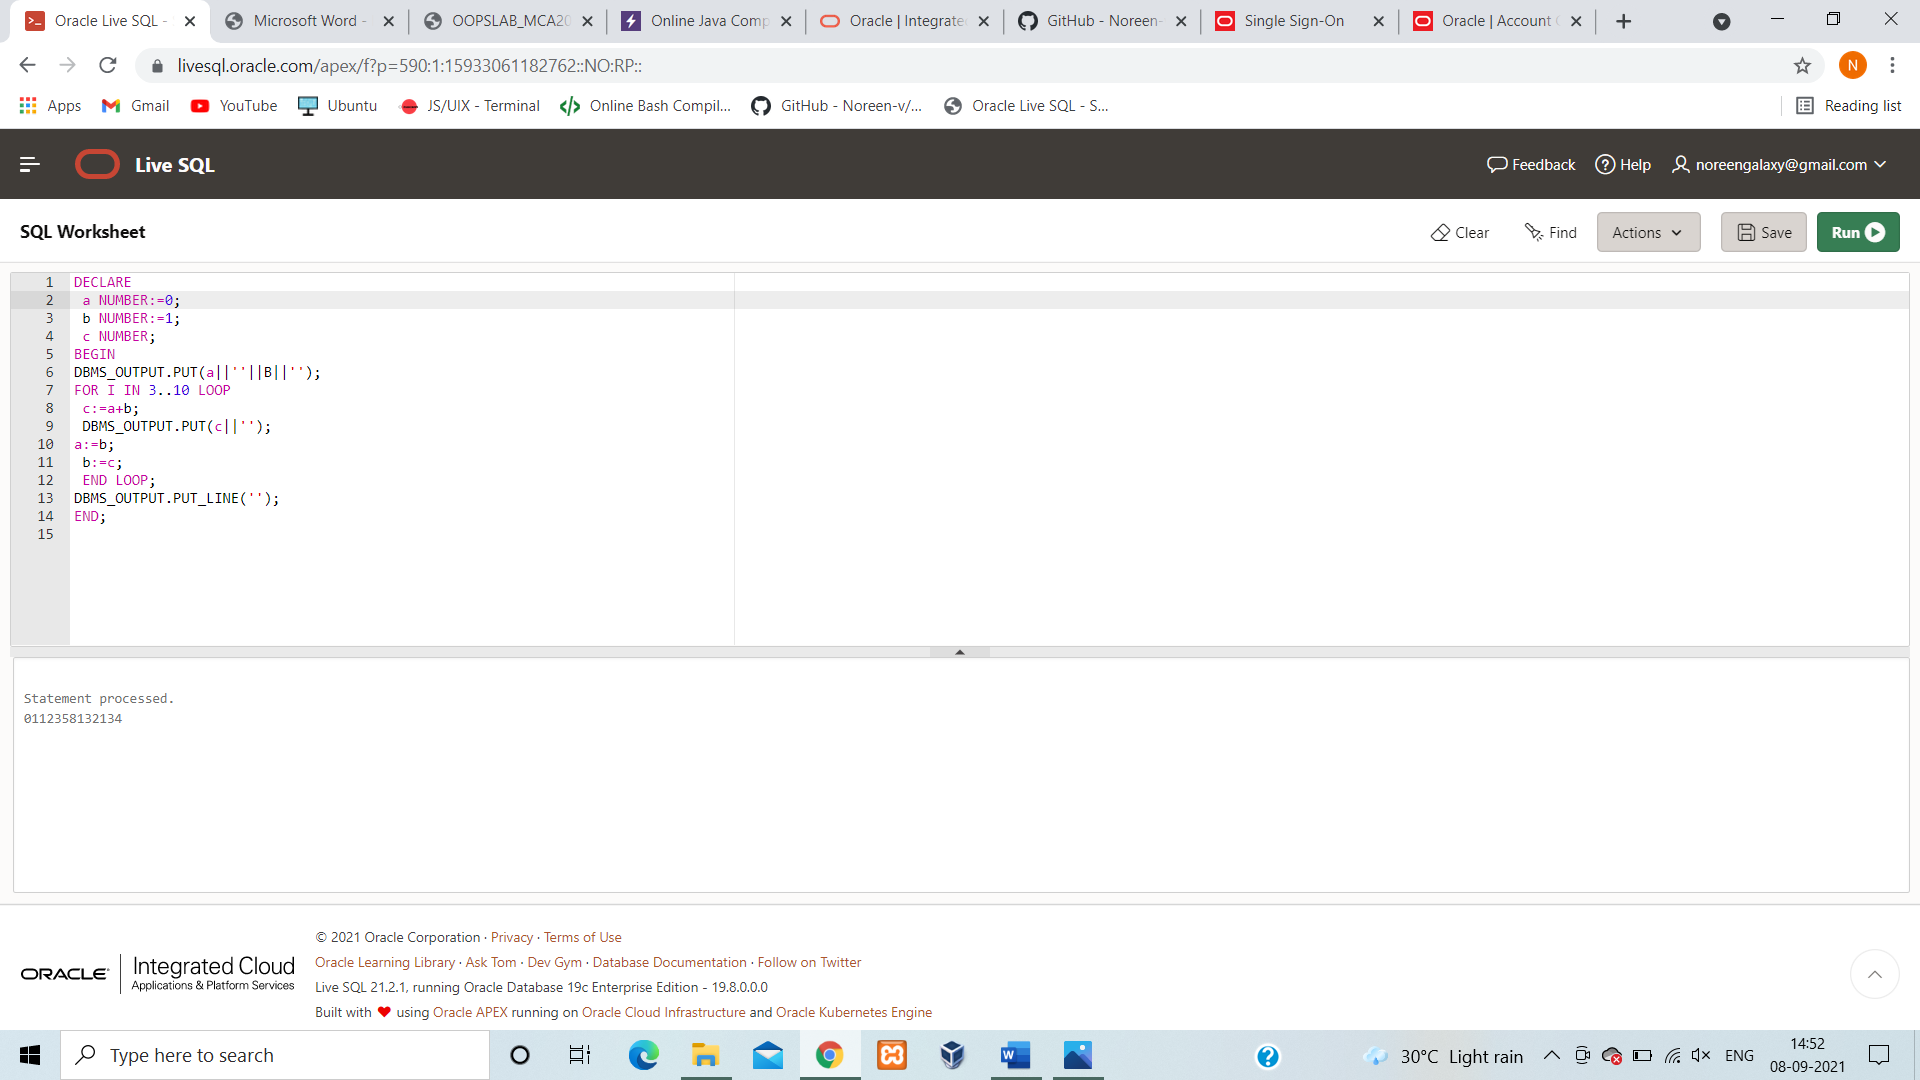 Oracle Live SQL -
Microsoft Word -
OOPSLAB_MCA20
Online Java Comp
Oracle | Integrate
GitHub - Noreen-
Single Sign-On
Oracle | Account
livesql.oracle.com/apex/f?p=590:1:15933061182762::NO:RP::
N
Apps
Gmail
YouTube
Ubuntu
JS/UIX - Terminal
Online Bash Compil...
GitHub - Noreen-v/...
Oracle Live SQL - S...
Reading list
Live SQL
Feedback
Help
noreengalaxy@gmail.com
SQL Worksheet
Clear
Find
Actions
Save
Run
1 DECLARE
2 a NUMBER:=0;
3 b NUMBER:=1;
4 c NUMBER;
5 BEGIN
6 DBMS_OUTPUT.PUT(a||''||B||'');
7 FOR I IN 3..10 LOOP
8 c:=a+b;
9 DBMS_OUTPUT.PUT(c||'');
10 a:=b;
11 b:=c;
12 END LOOP;
13 DBMS_OUTPUT.PUT_LINE('');
14 END;
15
Statement processed.
0112358132134
ORACLE
Integrated Cloud
Applications & Platform Services
© 2021 Oracle Corporation · Privacy · Terms of Use
Oracle Learning Library · Ask Tom · Dev Gym · Database Documentation · Follow on Twitter
Live SQL 21.2.1, running Oracle Database 19c Enterprise Edition - 19.8.0.0.0
Built with ❤ using Oracle APEX running on Oracle Cloud Infrastructure and Oracle Kubernetes Engine
Type here to search
30°C Light rain
ENG
14:52
08-09-2021